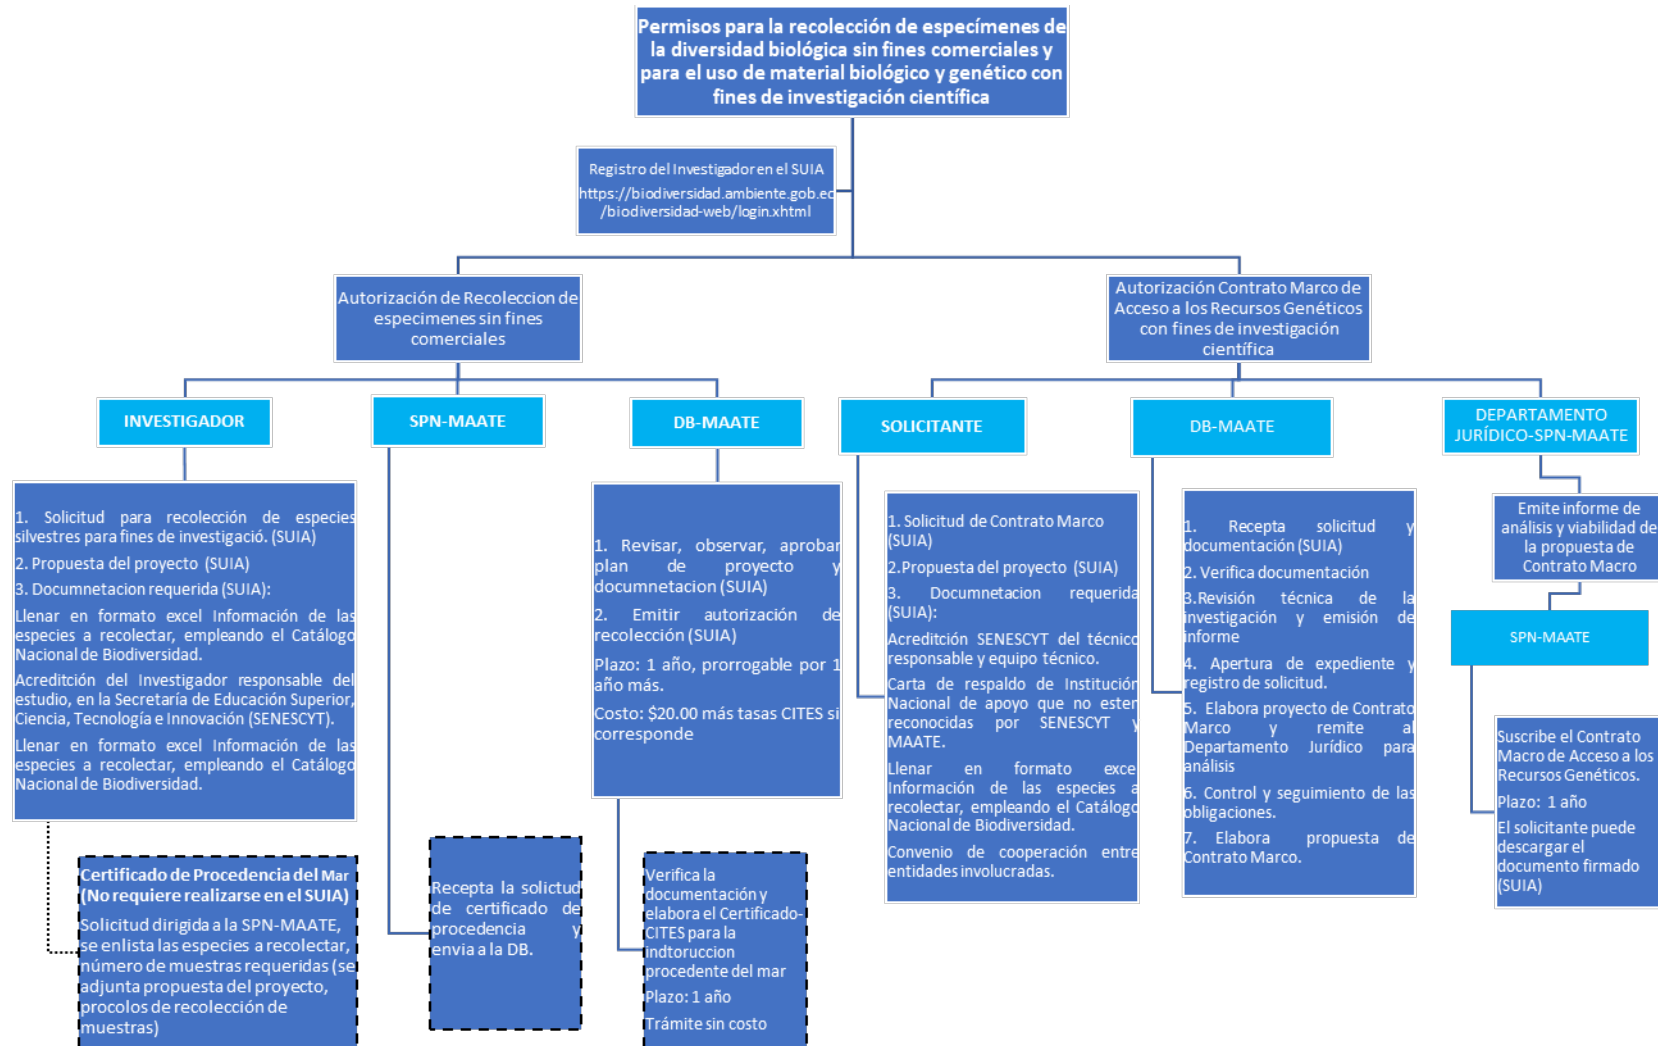 Permisos para la recolección de especímenes de
la diversidad biológica sin fines comerciales y
para el uso de material biológico y genético con
fines de investigación científica
Registro del Investigador en el SUIA
https://biodiversidad.ambiente.gob.ec
/biodiversidad-web/login.xhtml
Autorización de Recoleccion de
especimenes sin fines
comerciales
Autorización Contrato Marco de
Acceso a los Recursos Genéticos
con fines de investigación
científica
INVESTIGADOR
1. Solicitud para recolección de especies
silvestres para fines de investigació. (SUIA)
2. Propuesta del proyecto (SUIA)
3. Documnetacion requerida (SUIA):
Llenar en formato excel Información de las
especies a recolectar, empleando el Catálogo
Nacional de Biodiversidad.
Acreditción del Investigador responsable del
estudio, en la Secretaría de Educación Superior,
Ciencia, Tecnología e Innovación (SENESCYT).
Llenar en formato excel Información de las
especies a recolectar, empleando el Catálogo
Nacional de Biodiversidad.
Certificado de Procedencia del Mar
(No requiere realizarse en el SUIA)
Solicitud dirigida a la SPN-MAATE,
se enlista las especies a recolectar,
número de muestras requeridas (se
adjunta propuesta del proyecto,
procolos de recolección de
muestras)
SPN-MAATE
Recepta la solictud
de certificado de
procedencia y
envia a la DB.
DB-MAATE
1. Revisar, observar, aprobar
plan de proyecto y
documnetacion (SUIA)
2. Emitir autorización de
recolección (SUIA)
Plazo: 1 año, prorrogable por 1
año más.
Costo: $20.00 más tasas CITES si
corresponde
Verifica la
documentación y
elabora el Certificado-
CITES para la
indtoruccion
procedente del mar
Plazo: 1 año
Trámite sin costo
SOLICITANTE
1. Solicitud de Contrato Marco
(SUIA)
2.Propuesta del proyecto (SUIA)
3. Documnetacion requerida
(SUIA):
Acreditción SENESCYT del técnico
responsable y equipo técnico.
Carta de respaldo de Institución
Nacional de apoyo que no esten
reconocidas por SENESCYT y
MAATE.
Llenar en formato exce
Información de las especies a
recolectar, empleando el Catálogo
Nacional de Biodiversidad.
Convenio de cooperación entre
entidades involucradas.
DB-MAATE
1. Recepta solicitud y
documentación (SUIA)
2. Verifica documentación
3.Revisión técnica de la
investigación y emisión de
informe
4. Apertura de expediente y
registro de solicitud.
5. Elabora proyecto de Contrato
Marco y remite al
Departamento Jurídico para
análisis
6. Control y seguimiento de las
obligaciones.
7. Elabora propuesta de
Contrato Marco.
DEPARTAMENTO
JURÍDICO-SPN-MAATE
Emite informe de
análisis y viabilidad de
la propuesta de
Contrato Macro
SPN-MAATE
Suscribe el Contrato
Macro de Acceso a los
Recursos Genéticos.
Plazo: 1 año
El solicitante puede
descargar el
documento firmado
(SUIA)